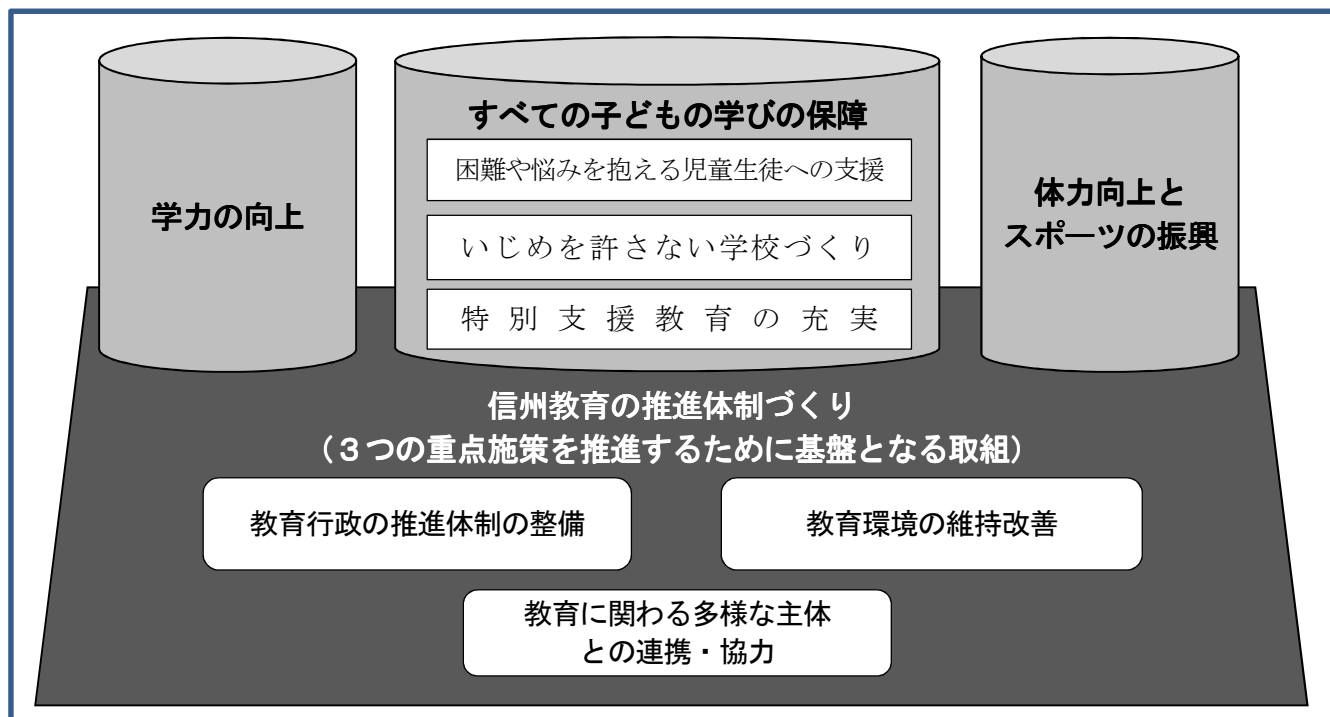 すべての子どもの学びの保障
困難や悩みを抱える児童生徒への支援
いじめを許さない学校づくり
特別支援教育の充実
学力の向上
体力向上と
スポーツの振興
信州教育の推進体制づくり
（３つの重点施策を推進するために基盤となる取組）
教育行政の推進体制の整備
教育環境の維持改善
教育に関わる多様な主体
との連携・協力